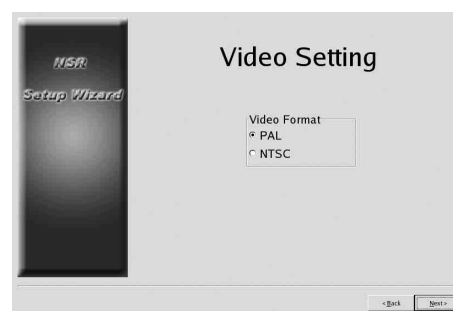 NSR
Setup Wizard
Video Setting
Video Format
PAL
NTSC
< Back
Next >